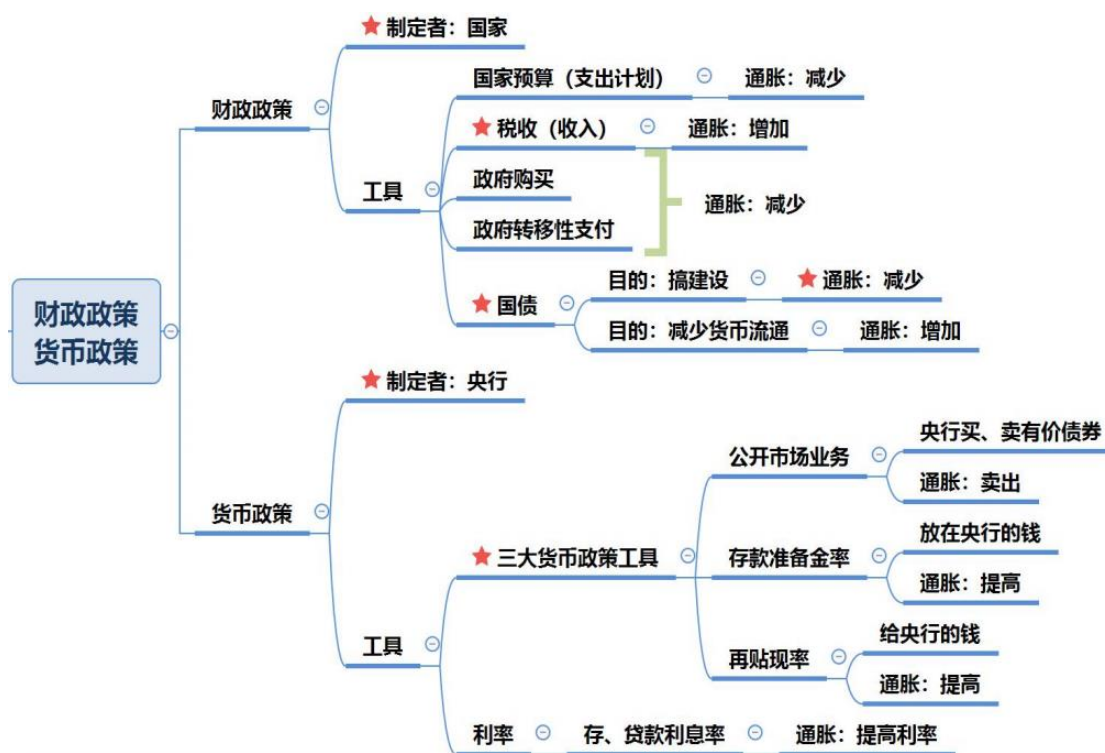 财政政策
货币政策
财政政策
制定者：国家
工具
国家预算（支出计划）
通胀：减少
税收（收入）
通胀：增加
政府购买
政府转移性支付
通胀：减少
国债
目的：搞建设
通胀：减少
目的：减少货币流通
通胀：增加
货币政策
制定者：央行
工具
三大货币政策工具
公开市场业务
央行买、卖有价债券
通胀：卖出
存款准备金率
放在央行的钱
通胀：提高
再贴现率
给央行的钱
通胀：提高
利率
存、贷款利息率
通胀：提高利率